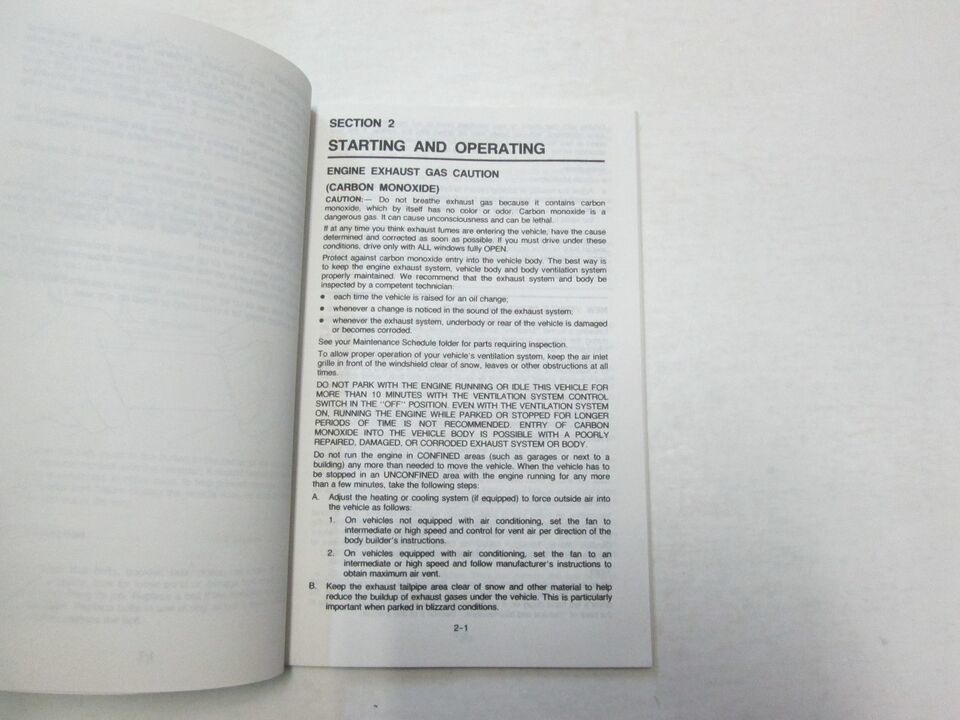 SECTION 2
STARTING AND OPERATING
ENGINE EXHAUST GAS CAUTION
(CARBON MONOXIDE)
CAUTION:— Do not breathe exhaust gas because it contains carbon
monoxide, which by itself has no color or odor. Carbon monoxide is a
dangerous gas. It can cause unconsciousness and can be lethal.
If at any time you think exhaust fumes are entering the vehicle, have the cause
determined and corrected as soon as possible. If you must drive under these
conditions, drive only with ALL windows fully OPEN.
Protect against carbon monoxide entry into the vehicle body. The best way is
to keep the engine exhaust system, vehicle body and body ventilation system
properly maintained. We recommend that the exhaust system and body be
inspected by a competent technician:
• each time the vehicle is raised for an oil change;
• whenever a change is noticed in the sound of the exhaust system;
• whenever the exhaust system, underbody or rear of the vehicle is damaged
or becomes corroded.
See your Maintenance Schedule folder for parts requiring inspection.
To allow proper operation of your vehicle's ventilation system, keep the air inlet
grille in front of the windshield clear of snow, leaves or other obstructions at all
times.
DO NOT PARK WITH THE ENGINE RUNNING OR IDLE THIS VEHICLE FOR
MORE THAN 10 MINUTES WITH THE VENTILATION SYSTEM CONTROL
SWITCH IN THE "OFF" POSITION. EVEN WITH THE VENTILATION SYSTEM
ON, RUNNING THE ENGINE WHILE PARKED OR STOPPED FOR LONGER
PERIODS OF TIME IS NOT RECOMMENDED. ENTRY OF CARBON
MONOXIDE INTO THE VEHICLE BODY IS POSSIBLE WITH A POORLY
REPAIRED, DAMAGED, OR CORRODED EXHAUST SYSTEM OR BODY.
Do not run the engine in CONFINED areas (such as garages or next to a
building) any more than needed to move the vehicle. When the vehicle has to
be stopped in an UNCONFINED area with the engine running for any more
than a few minutes, take the following steps:
A. Adjust the heating or cooling system (if equipped) to force outside air into
the vehicle as follows:
1. On vehicles not equipped with air conditioning, set the fan to
intermediate or high speed and control for vent air per direction of the
body builder's instructions.
2. On vehicles equipped with air conditioning, set the fan to an
intermediate or high speed and follow manufacturer's instructions to
obtain maximum air vent.
B. Keep the exhaust tailpipe area clear of snow and other material to help
reduce the buildup of exhaust gases under the vehicle. This is particularly
important when parked in blizzard conditions.
2-1